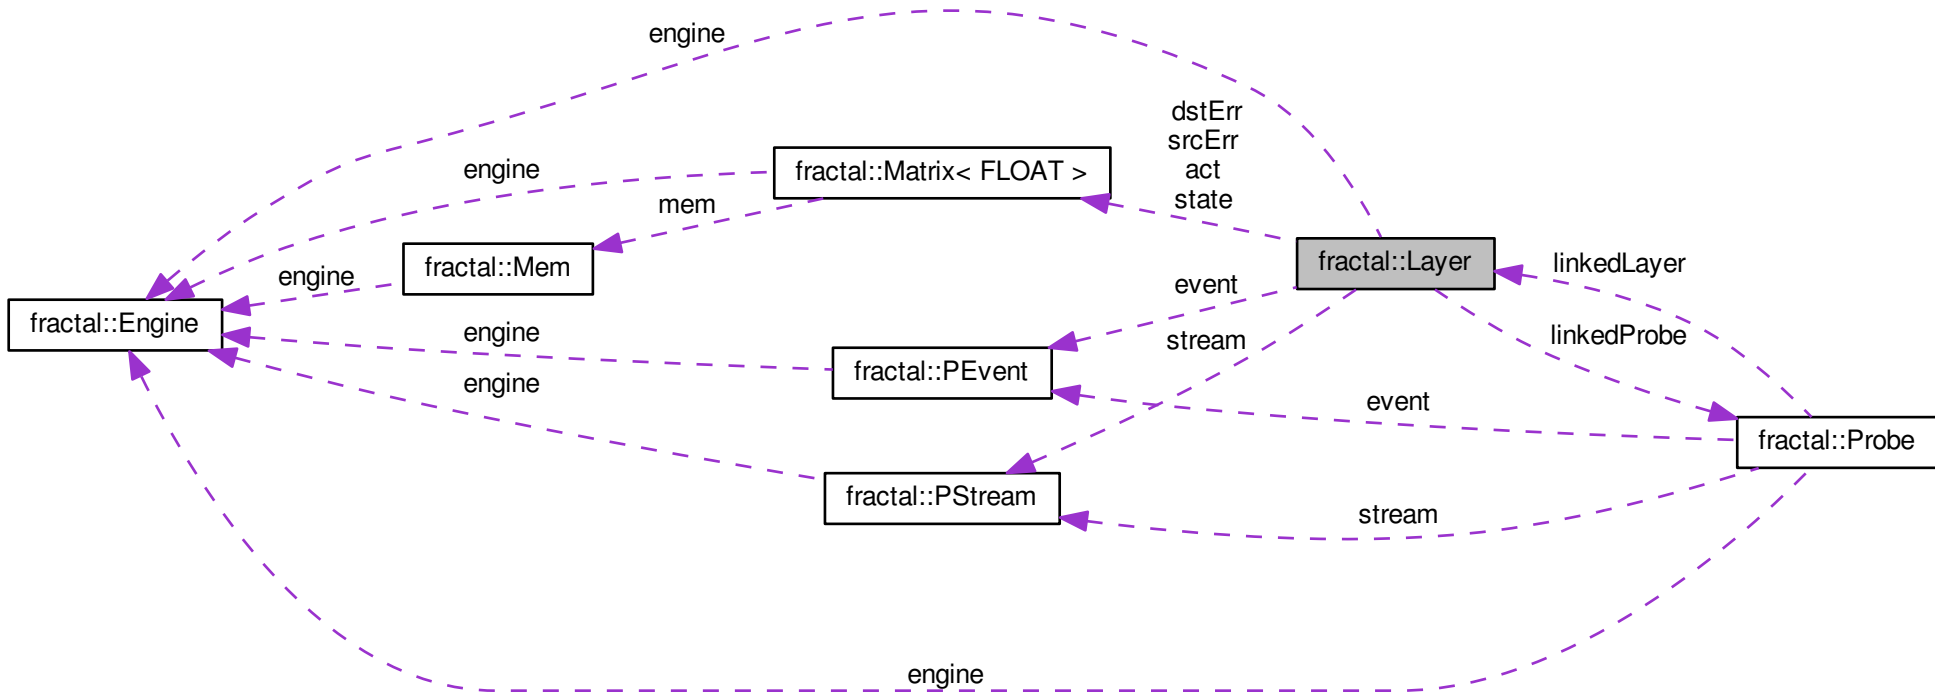 engine
dstErr
srcErr
act
state
engine
fractal::Matrix< FLOAT >
mem
fractal::Layer
linkedLayer
fractal::Mem
engine
event
fractal::Engine
engine
stream
linkedProbe
fractal::PEvent
engine
event
fractal::Probe
fractal::PStream
stream
engine